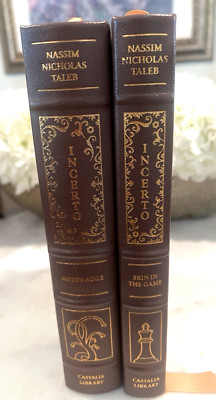 NASSIM
NICHOLAS
TALEB
INCERTO
ANTIFRAGILE
CASTALIA
LIBRARY
NASSIM
NICHOLAS
TALEB
INCERTO
SKIN IN
THE GAME
CASTALIA
LIBRARY